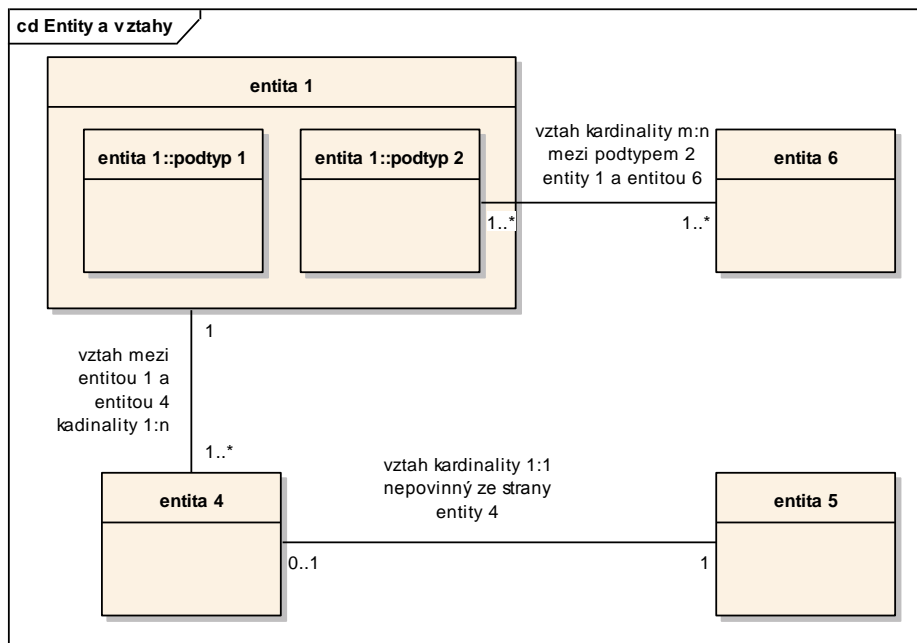 cd Entity a vztahy
entita 1
entita 1::podtyp 1
entita 1::podtyp 2
vztah kardinality m:n
mezi podtypem 2
entity 1 a entitou 6
entita 6
1..*
1..*
1
vztah mezi
entitou 1 a
entitou 4
kadinality 1:n
1..*
entita 4
vztah kardinality 1:1
nepovinný ze strany
entity 4
entita 5
0..1
1